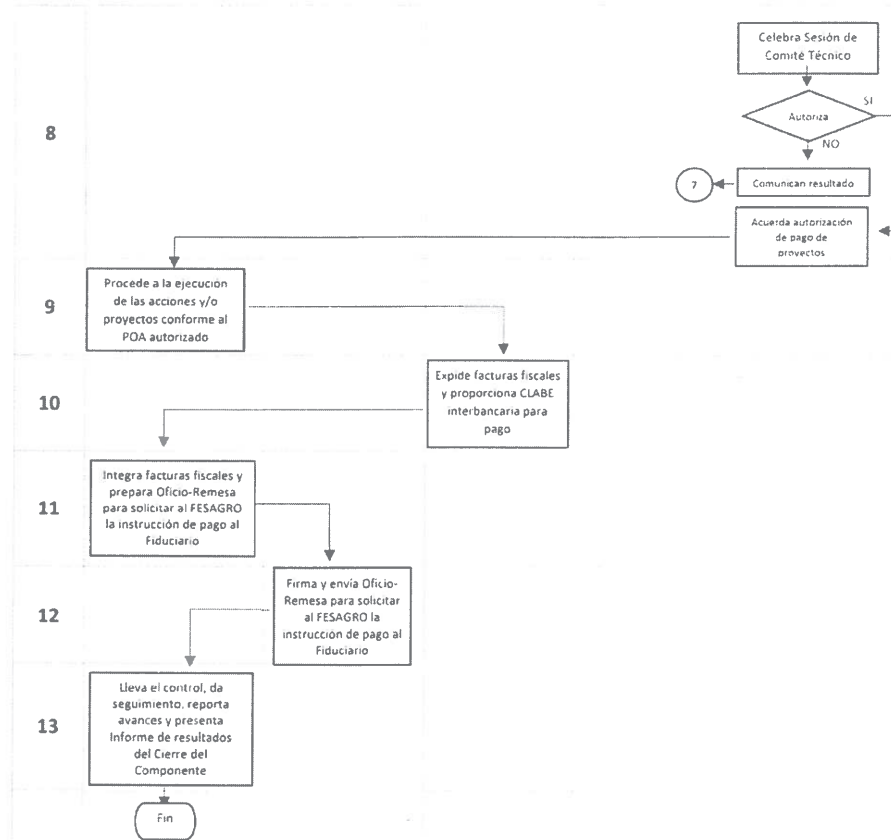 Celebra Sesión de
Comité Técnico
8
Autoriza
SI
NO
7
Comunican resultado
Acuerda autorización
de pago de
proyectos
9
Procede a la ejecución
de las acciones y/o
proyectos conforme al
POA autorizado
10
Expide facturas fiscales
y proporciona CLABE
interbancaria para
pago
11
Integra facturas fiscales y
prepara Oficio-Remesa
para solicitar al FESAGRO
la instrucción de pago al
Fiduciario
12
Firma y envía Oficio-
Remesa para solicitar
al FESAGRO la
instrucción de pago al
Fiduciario
13
Lleva el control, da
seguimiento, reporta
avances y presenta
Informe de resultados
del Cierre del
Componente
Fin